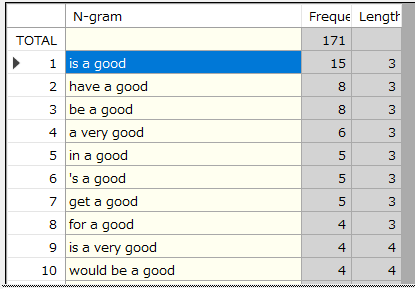 N-gram Freque Length
TOTAL 171
1 is a good 15 3
2 have a good 8 3
3 be a good 8 3
4 a very good 6 3
5 in a good 5 3
6 's a good 5 3
7 get a good 5 3
8 for a good 4 3
9 is a very good 4 4
10 would be a good 4 4